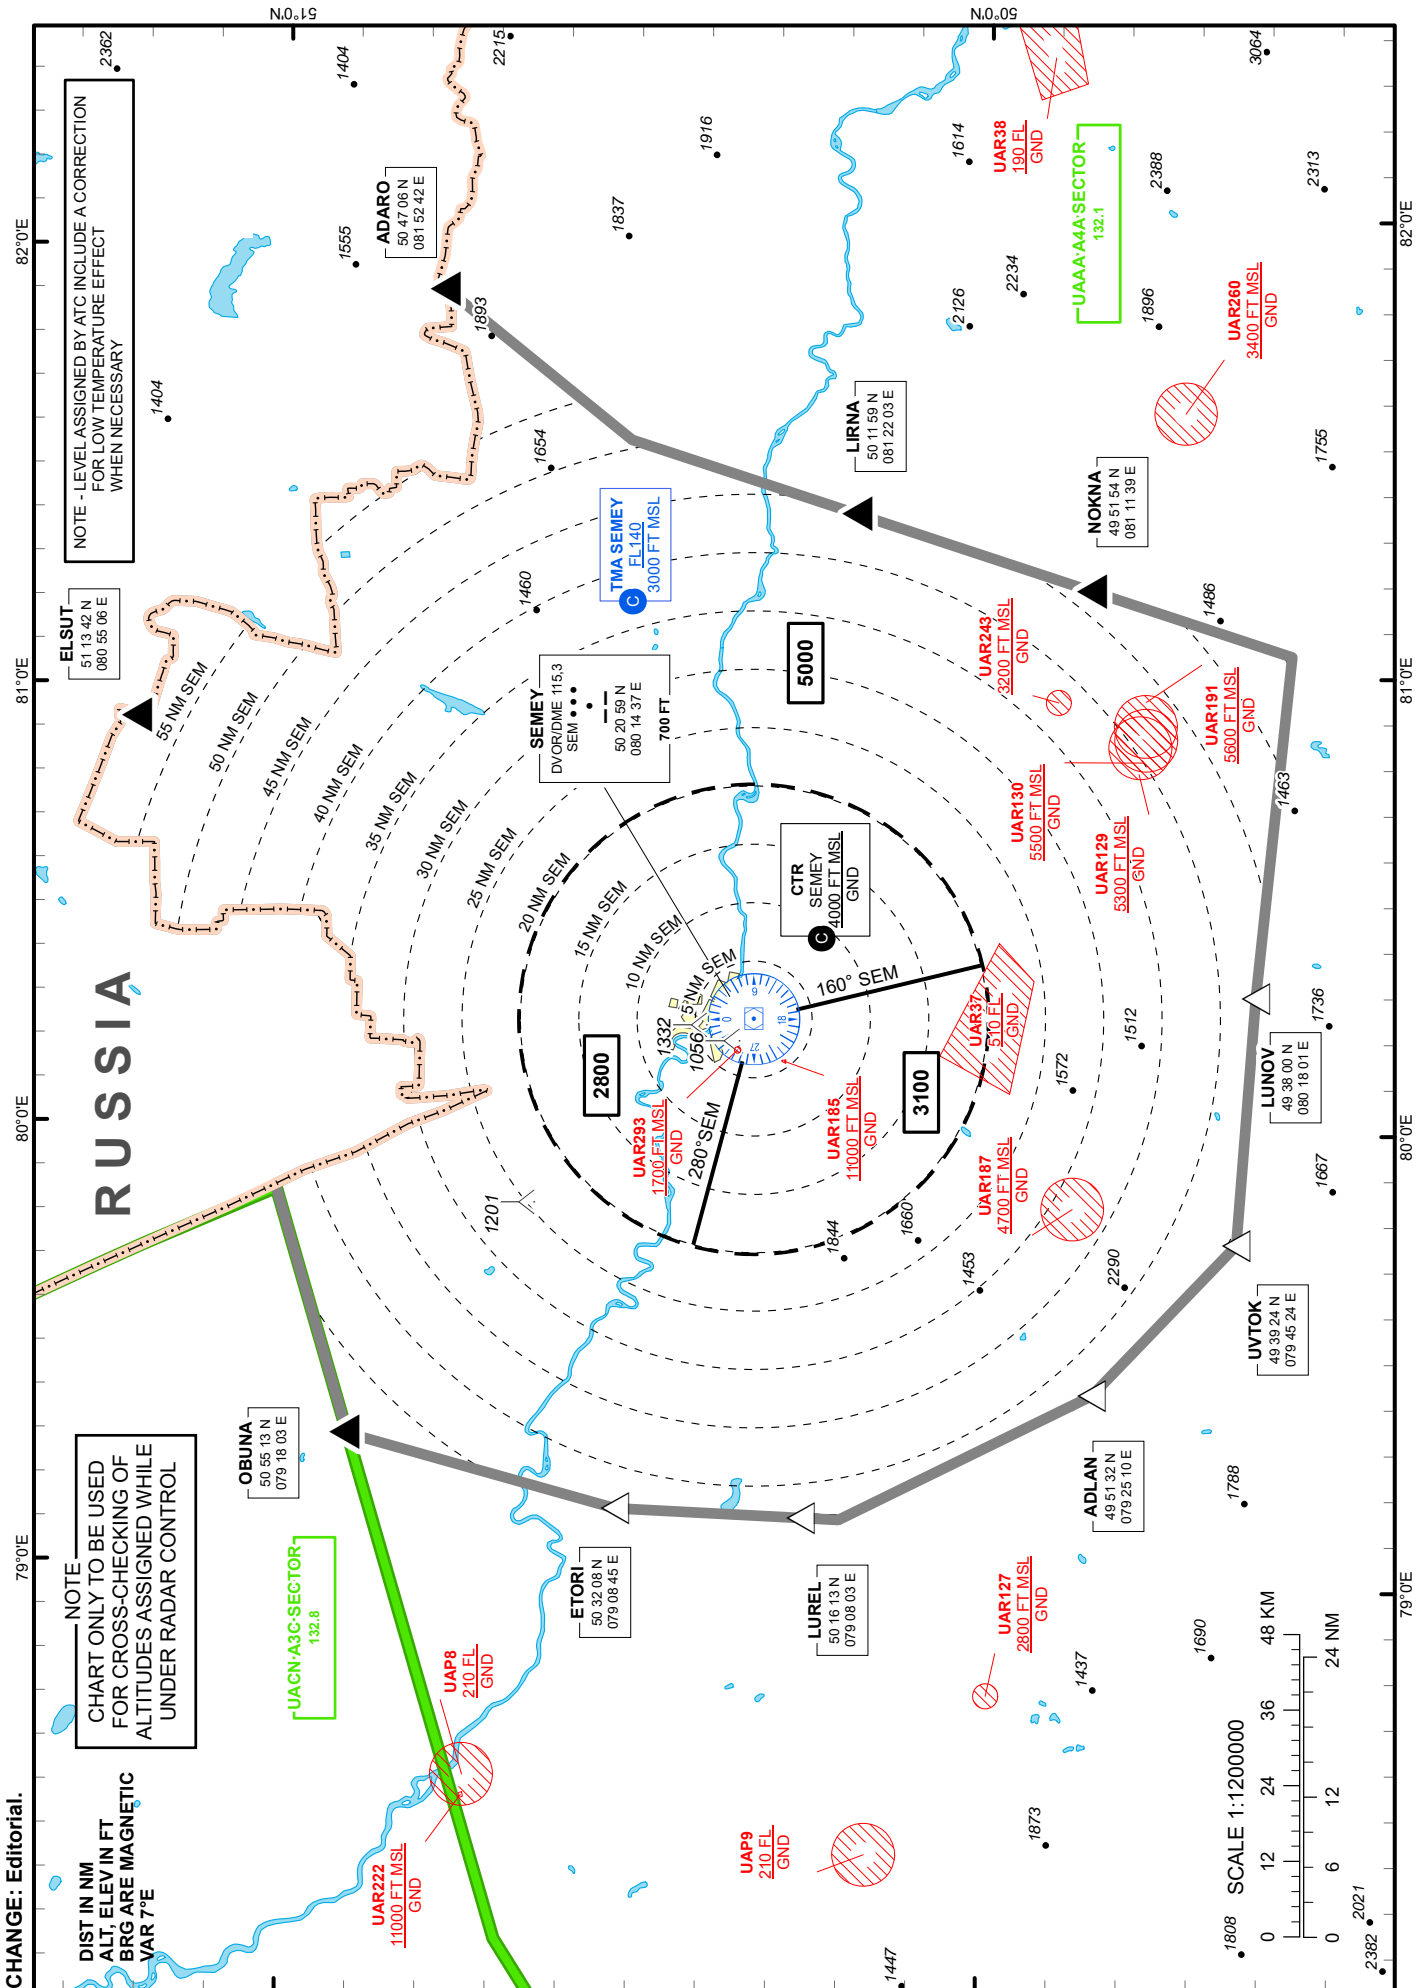 CHANGE: Editorial.
DIST IN NM
ALT, ELEV IN FT
BRG ARE MAGNETIC
VAR 7°E
NOTE
CHART ONLY TO BE USED
FOR CROSS-CHECKING OF
ALTITUDES ASSIGNED WHILE
UNDER RADAR CONTROL
NOTE - LEVEL ASSIGNED BY ATC INCLUDE A CORRECTION
FOR LOW TEMPERATURE EFFECT
WHEN NECESSARY
79°0'E
80°0'E
81°0'E
82°0'E
51°0'N
50°0'N
79°0'E
80°0'E
81°0'E
82°0'E
RUSSIA
ELSUT
51 13 42 N
080 55 06 E
ADARO
50 47 06 N
081 52 42 E
OBUNA
50 55 13 N
079 18 03 E
ETORI
50 32 08 N
079 08 45 E
LUREL
50 16 13 N
079 08 03 E
ADLAN
49 51 32 N
079 25 10 E
UVTOK
49 39 24 N
079 45 24 E
LUNOV
49 38 00 N
080 18 01 E
NOKNA
49 51 54 N
081 11 39 E
LIRNA
50 11 59 N
081 22 03 E
UACN-A3C-SECTOR
132.8
UAAA-A4A-SECTOR
132.1
TMA SEMEY
FL140
3000 FT MSL
C
SEMEY
DVOR/DME 115,3
SEM
50 20 59 N
080 14 37 E
700 FT
CTR
SEMEY
4000 FT MSL
GND
C
55 NM SEM
50 NM SEM
45 NM SEM
40 NM SEM
35 NM SEM
30 NM SEM
25 NM SEM
20 NM SEM
15 NM SEM
10 NM SEM
5 NM SEM
280°SEM
160° SEM
0
9
18
27
2800
3100
5000
UAR222
11000 FT MSL
GND
UAP8
210 FL
GND
UAP9
210 FL
GND
UAR127
2800 FT MSL
GND
UAR187
4700 FT MSL
GND
UAR293
1700 FT MSL
GND
UAR185
11000 FT MSL
GND
UAR37
510 FL
GND
UAR129
5300 FT MSL
GND
UAR130
5500 FT MSL
GND
UAR191
5600 FT MSL
GND
UAR243
3200 FT MSL
GND
UAR260
3400 FT MSL
GND
UAR38
190 FL
GND
2362
1404
2215
1555
1404
1893
1916
1837
1654
1460
1614
2126
2234
2388
1896
3064
2313
1755
1486
1463
1736
1512
1572
1667
1332
1056
1201
1844
1660
1453
2290
1788
1690
1437
1873
1808
1447
2021
2382
SCALE 1:1200000
0 12 24 36 48 KM
0 6 12 24 NM